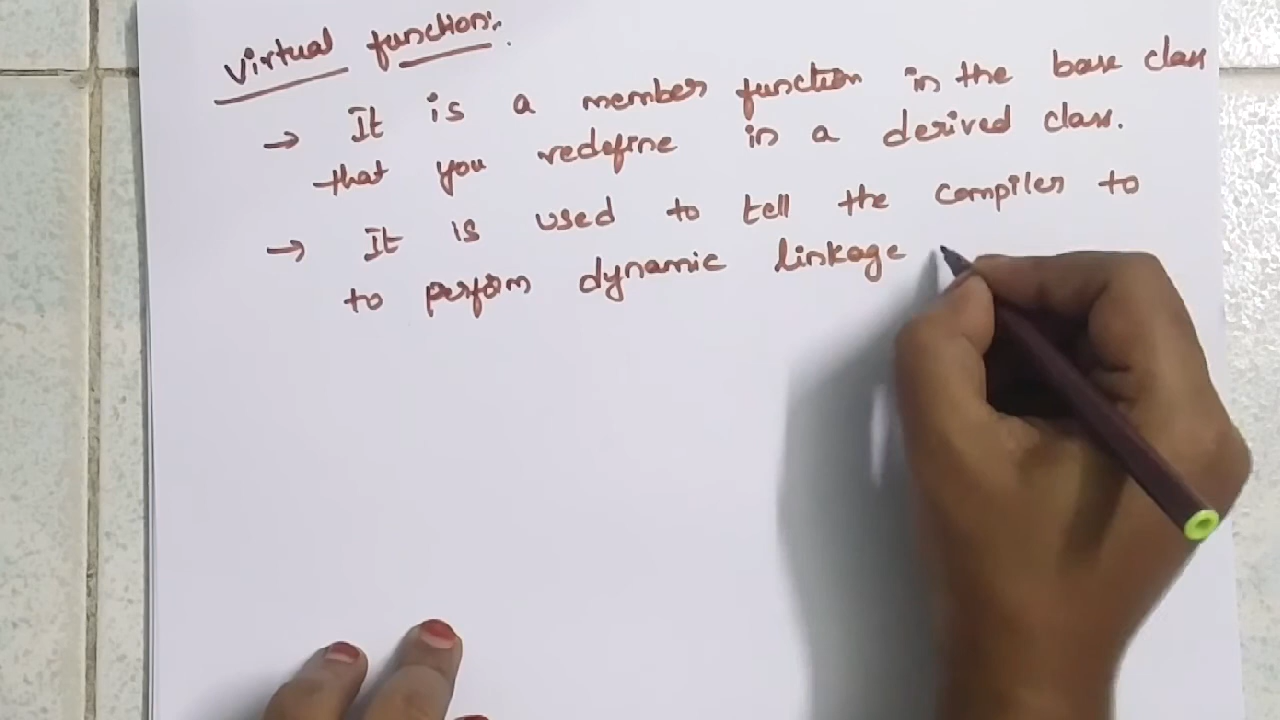 Virtual function:.
→ It is a member function in the base class
that you redefine in a derived class.
→ It is used to tell the compiler to
to perform dynamic linkage